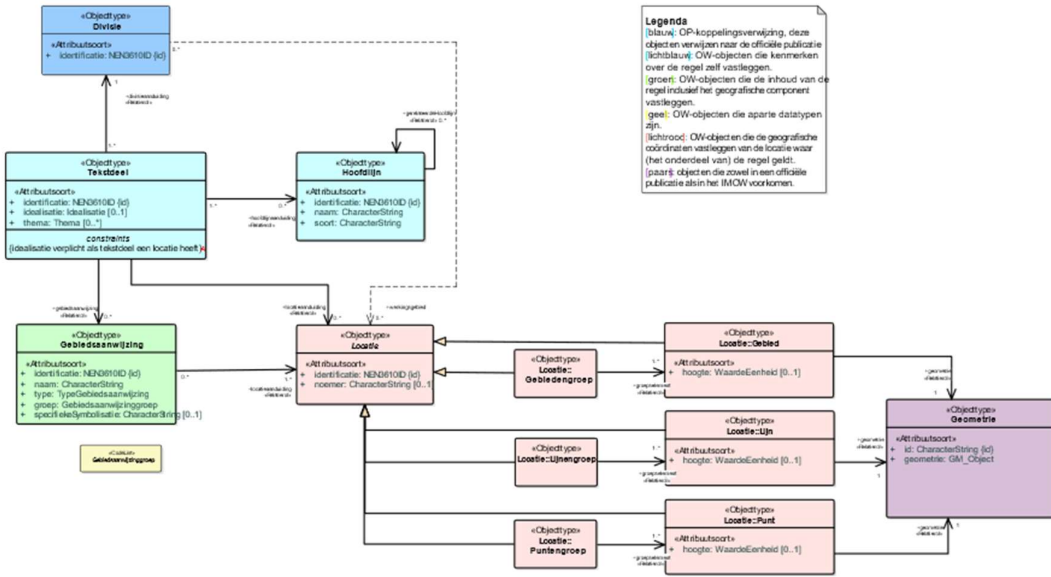 «Objecttype»
Divisie
«Attribuutsoort»
+ identificatie: NEN3610ID {id}
0..*
1
1..*
«Objecttype»
Tekstdeel
«Attribuutsoort»
+ identificatie: NEN3610ID {id}
+ idealisatie: Idealisatie [0..1]
+ thema: Thema [0..*]
constraints
{idealisatie verplicht als tekstdeel een locatie heeft}
«Objecttype»
Hoofdlijn
«Attribuutsoort»
+ identificatie: NEN3610ID {id}
+ naam: CharacterString
+ soort: CharacterString
1..*
0..*
Legenda
[blauw]: OP-koppelingsverwijzing, deze
objecten verwijzen naar de officiële publicatie
[lichtblauw]: OW-objecten die kenmerken
over de regel zelf vastleggen.
[groen]: OW-objecten die de inhoud van de
regel inclusief het geografische component
vastleggen.
[geel]: OW-objecten die aparte datatypen
zijn.
[lichtrood]: OW-objecten die de geografische
coördinaten vastleggen van de locatie waar
(het onderdeel van) de regel geldt.
[paars]: objecten die zowel in een officiële
publicatie als in het IMOW voorkomen.
«Objecttype»
Gebiedsaanwijzing
«Attribuutsoort»
+ identificatie: NEN3610ID {id}
+ naam: CharacterString
+ type: TypeGebiedsaanwijzing
+ groep: Gebiedsaanwijzinggroep
+ specifiekeSymbolisatie: CharacterString [0..1]
Gebiedsaanwijzinggroep
«Objecttype»
Locatie
«Attribuutsoort»
+ identificatie: NEN3610ID {id}
+ noemer: CharacterString [0..1
0..*
1..*
«Objecttype»
Locatie::
Gebiedengroep
«Objecttype»
Locatie::Gebied
«Attribuutsoort»
+ hoogte: WaardeEenheid [0..1]
«Objecttype»
Locatie::Lijnengroep
«Objecttype»
Locatie::Lijn
«Attribuutsoort»
+ hoogte: WaardeEenheid [0..1]
«Objecttype»
Locatie::
Puntengroep
«Objecttype»
Locatie::Punt
«Attribuutsoort»
+ hoogte: WaardeEenheid [0..1]
«Objecttype»
Geometrie
«Attribuutsoort»
+ id: CharacterString {id}
+ geometrie: GM_Object